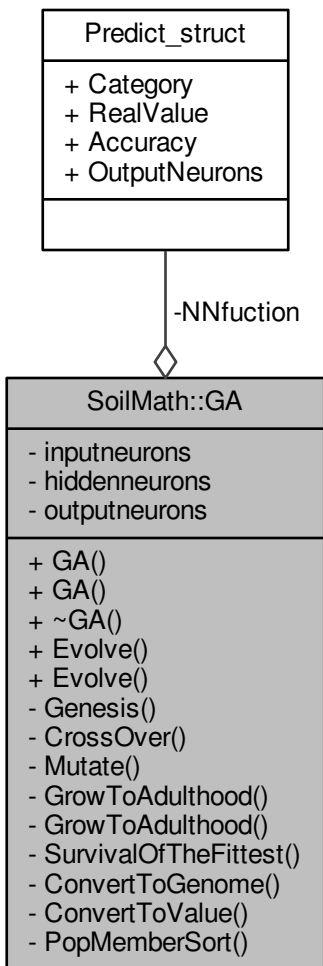 Predict_struct
+ Category
+ RealValue
+ Accuracy
+ OutputNeurons
-NNfuction
SoilMath::GA
- inputneurons
- hiddenneurons
- outputneurons
+ GA()
+ GA()
+ ~GA()
+ Evolve()
+ Evolve()
- Genesis()
- CrossOver()
- Mutate()
- GrowToAdulthood()
- GrowToAdulthood()
- SurvivalOfTheFittest()
- ConvertToGenome()
- ConvertToValue()
- PopMemberSort()